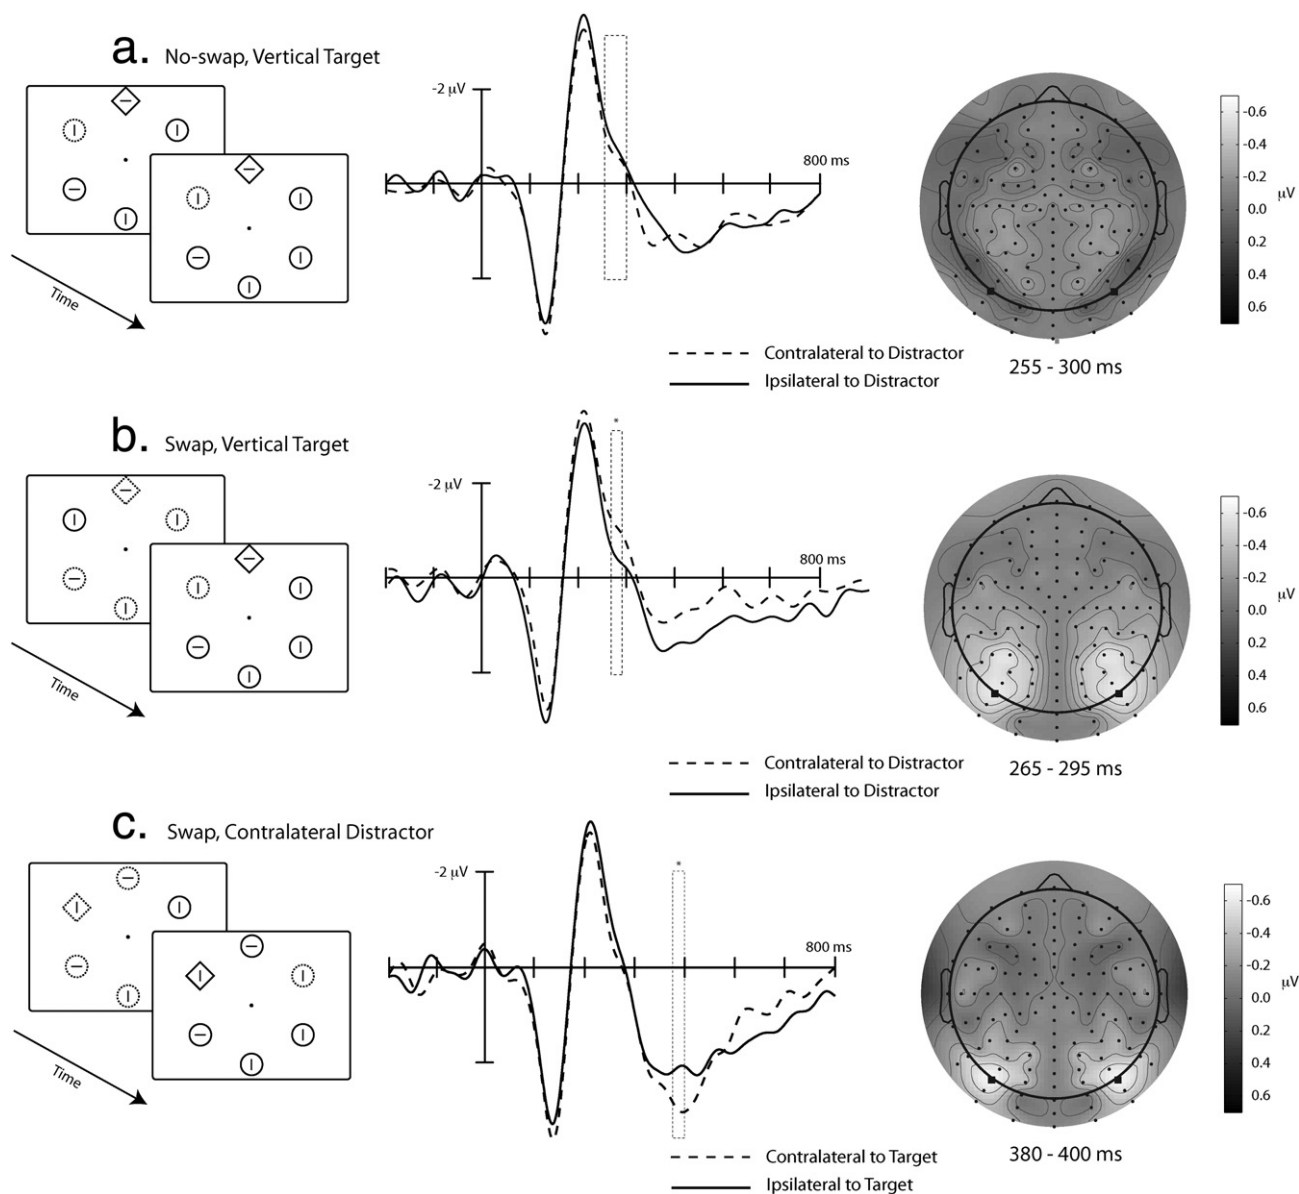 a. No-swap, Vertical Target
-2 μV
800 ms
Time
Contralateral to Distractor
Ipsilateral to Distractor
255 - 300 ms
-0.6
-0.4
-0.2
0.0
0.2
0.4
0.6
μV
b. Swap, Vertical Target
*
-2 μV
800 ms
Time
Contralateral to Distractor
Ipsilateral to Distractor
265 - 295 ms
-0.6
-0.4
-0.2
0.0
0.2
0.4
0.6
μV
c. Swap, Contralateral Distractor
*
-2 μV
800 ms
Time
Contralateral to Target
Ipsilateral to Target
380 - 400 ms
-0.6
-0.4
-0.2
0.0
0.2
0.4
0.6
μV